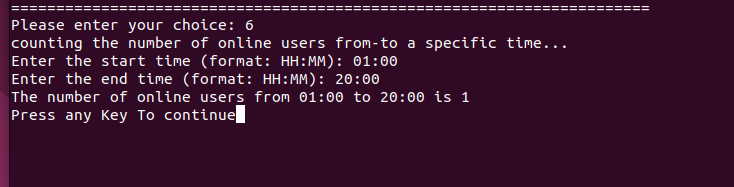 =======================================================================
Please enter your choice: 6
counting the number of online users from-to a specific time...
Enter the start time (format: HH:MM): 01:00
Enter the end time (format: HH:MM): 20:00
The number of online users from 01:00 to 20:00 is 1
Press any Key To continue